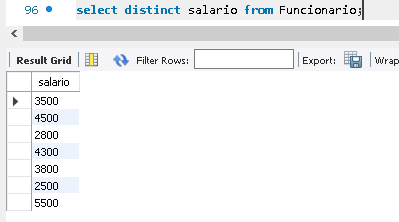 96 select distinct salario from Funcionario;
Result Grid Filter Rows: Export: Wrap
salario
3500
4500
2800
4300
3800
2500
5500